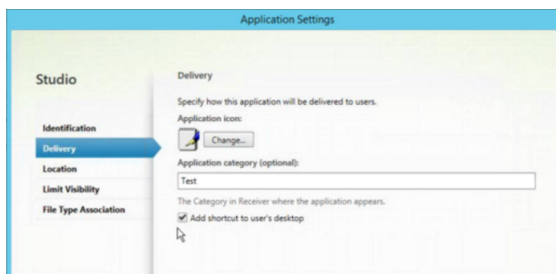 Application Settings
Studio
Identification
Delivery
Location
Limit Visibility
File Type Association
Delivery
Specify how this application will be delivered to users.
Application icon:
Change...
Application category (optional):
Test
The Category in Receiver where the application appears.
Add shortcut to user's desktop